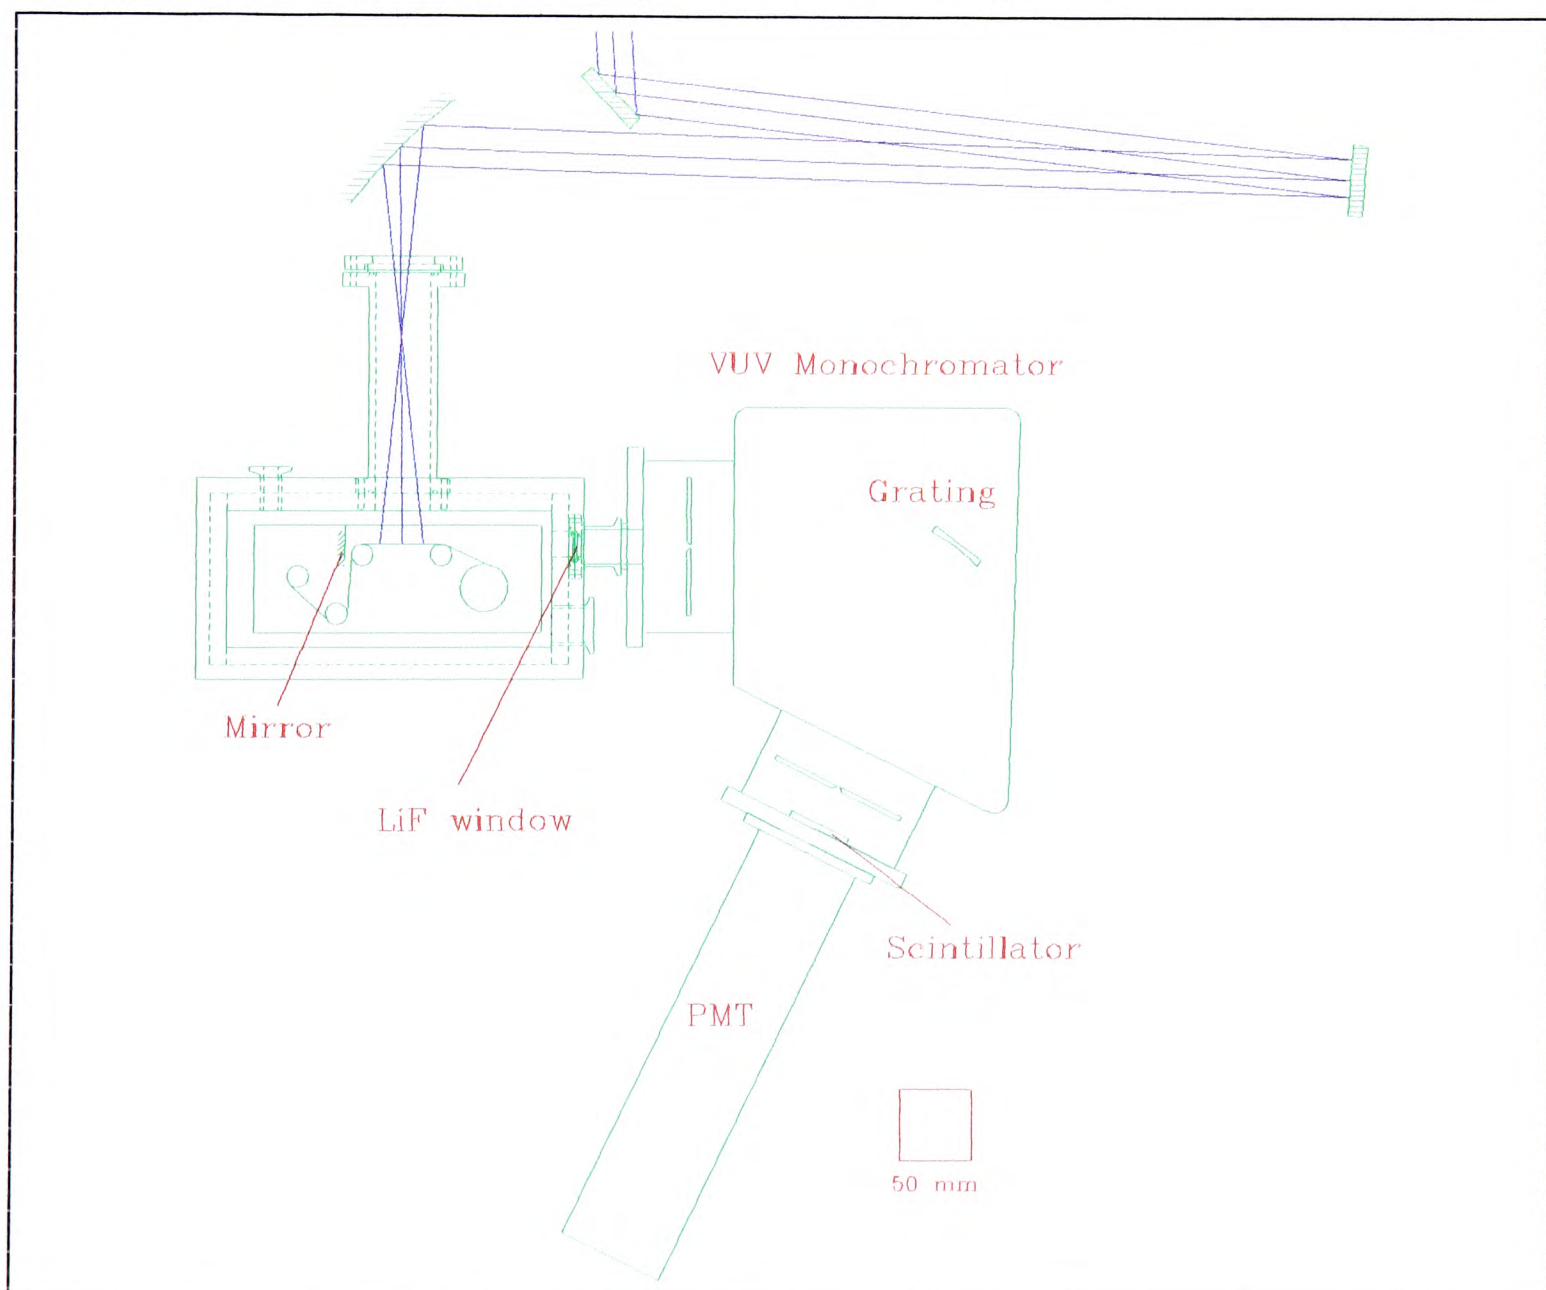 VUV Monochromator
Grating
Mirror
LiF window
Scintillator
PMT
50 mm